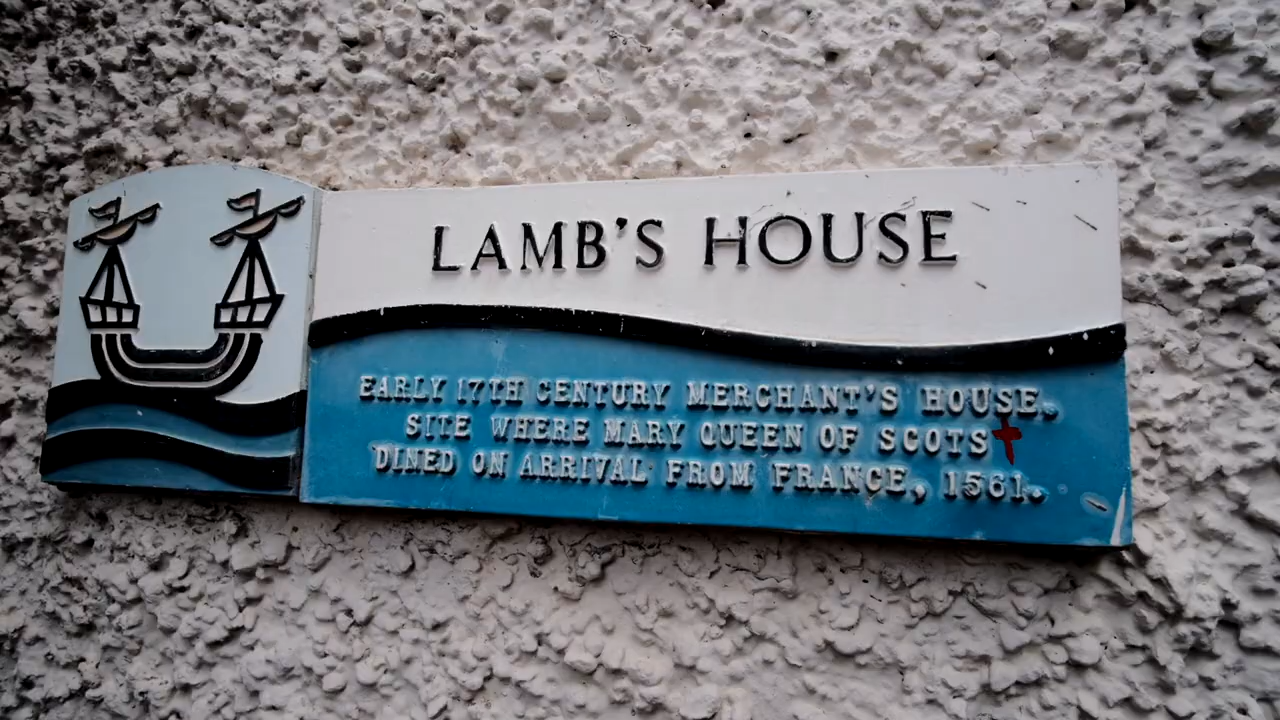 LAMB'S HOUSE
EARLY 17TH CENTURY MERCHANT'S HOUSE.
SITE WHERE MARY QUEEN OF SCOTS
DINED ON ARRIVAL FROM FRANCE, 1561.